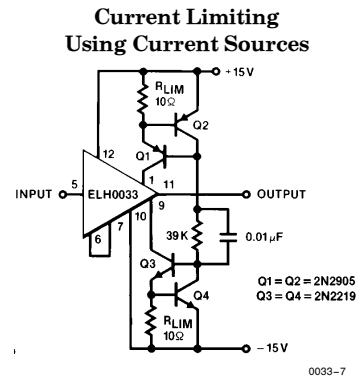 Current Limiting
Using Current Sources
+15V
RLIM
10Ω
Q2
12
Q1
1
11
INPUT
5
ELH0033
OUTPUT
9
10
7
6
39K
0.01μF
Q3
Q4
Q1 = Q2 = 2N2905
Q3 = Q4 = 2N2219
RLIM
10Ω
−15V
0033–7